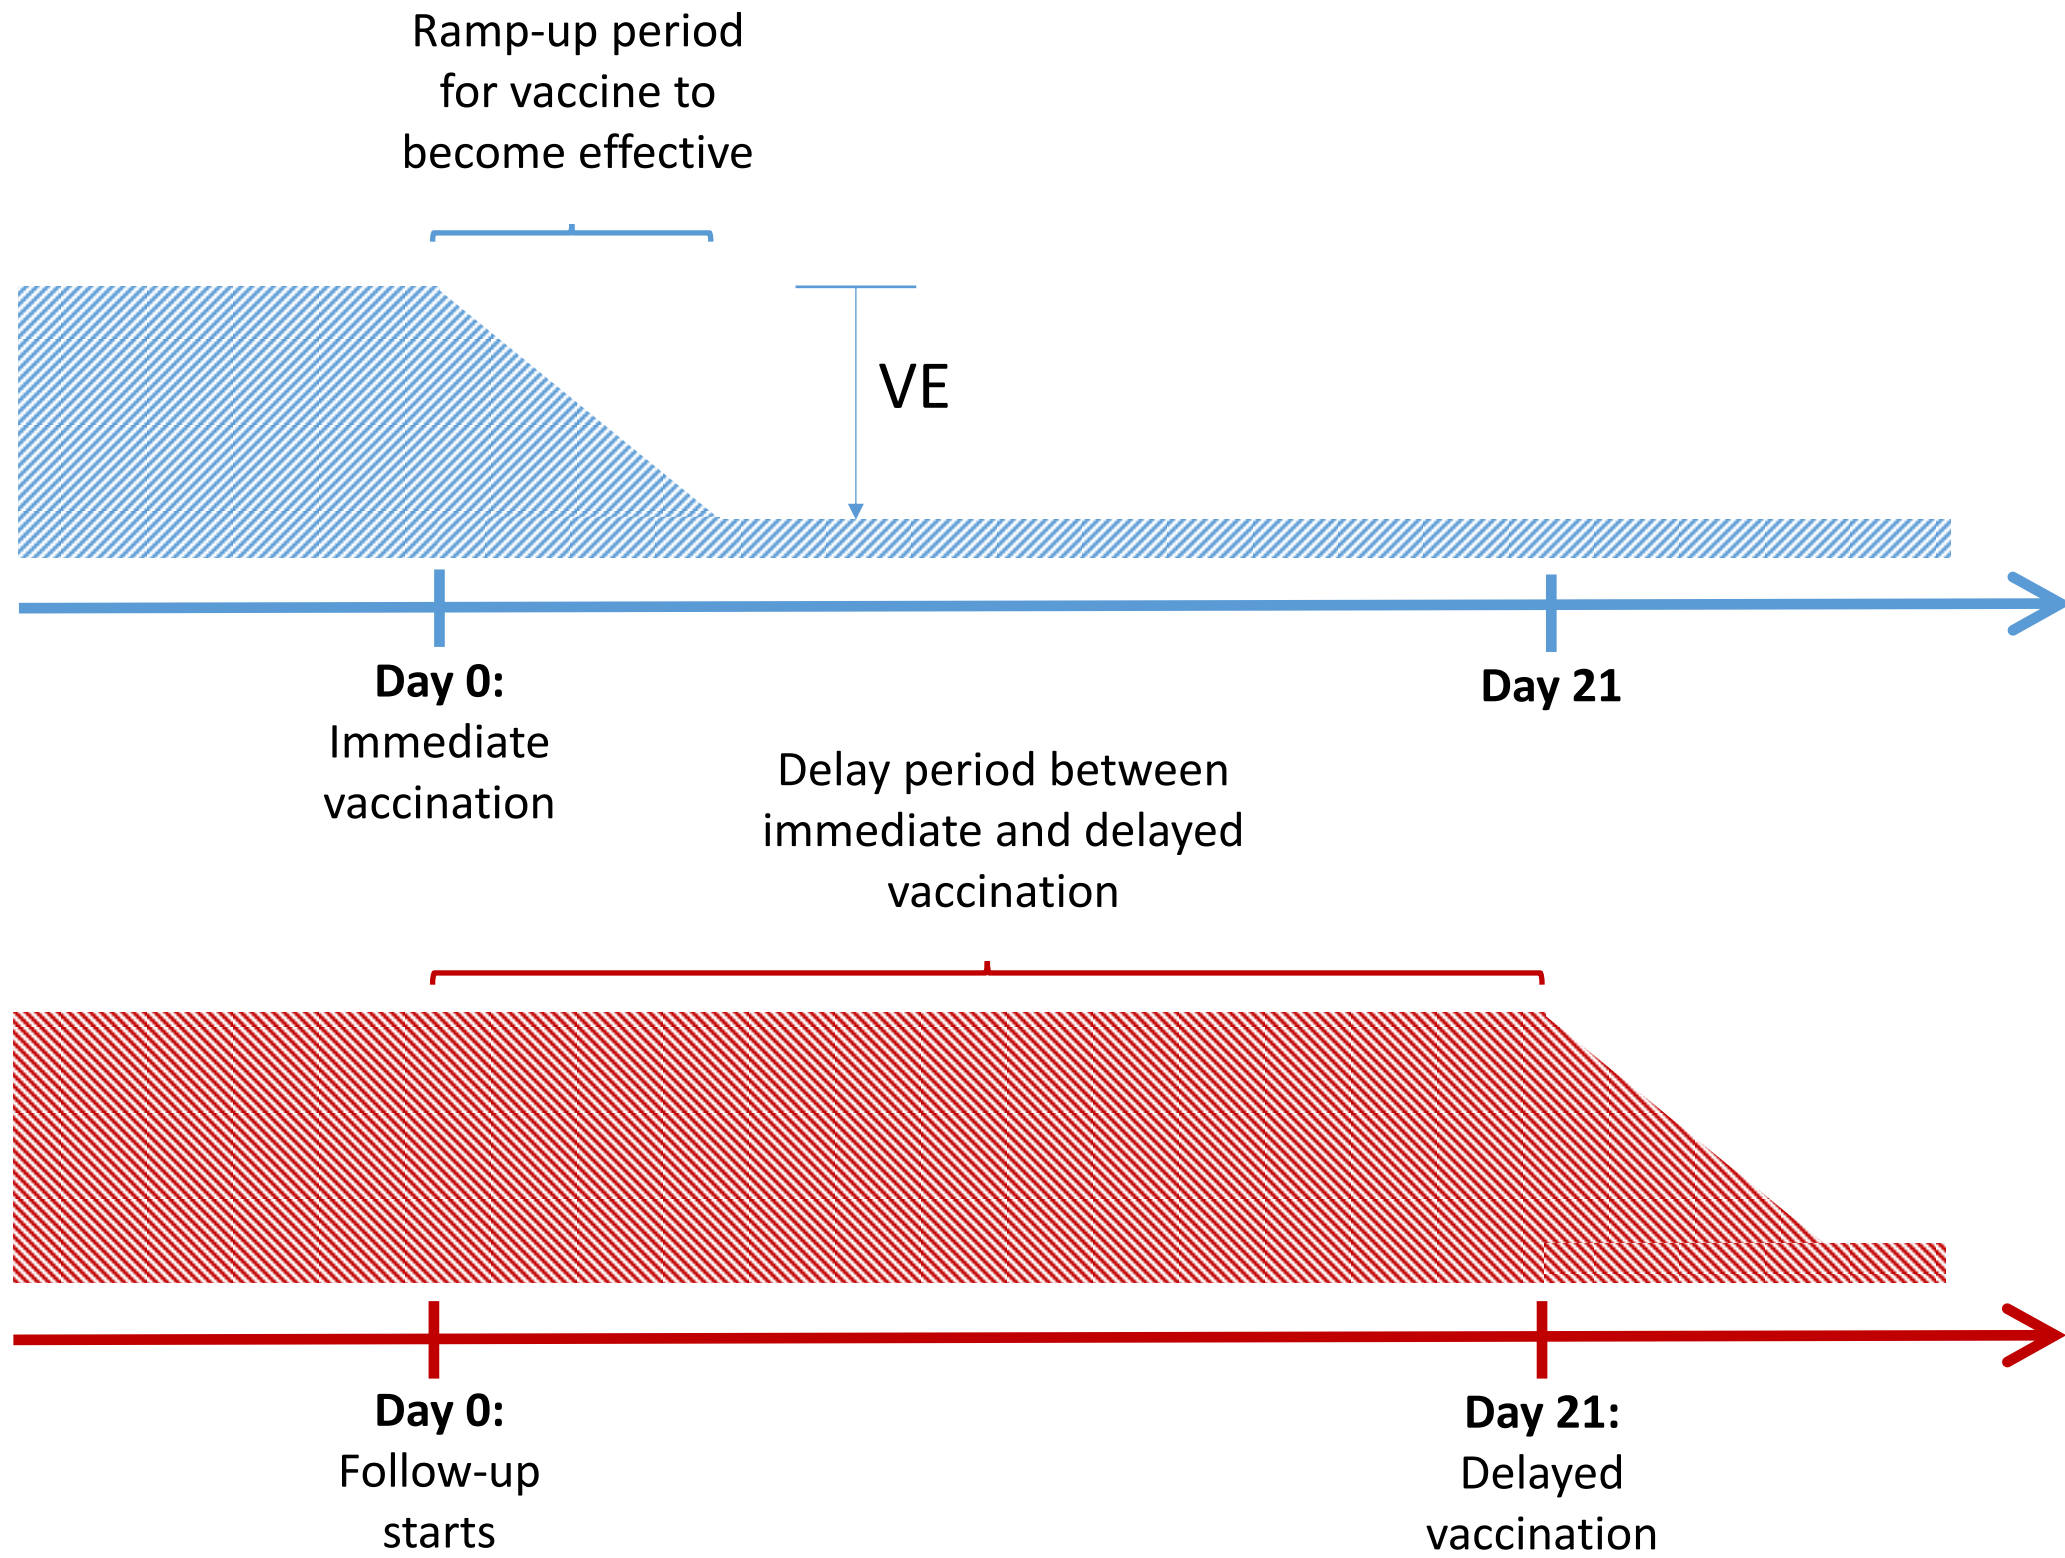 Ramp-up period
for vaccine to
become effective
VE
Day 0:
Immediate
vaccination
Day 21
Delay period between
immediate and delayed
vaccination
Day 0:
Follow-up
starts
Day 21:
Delayed
vaccination